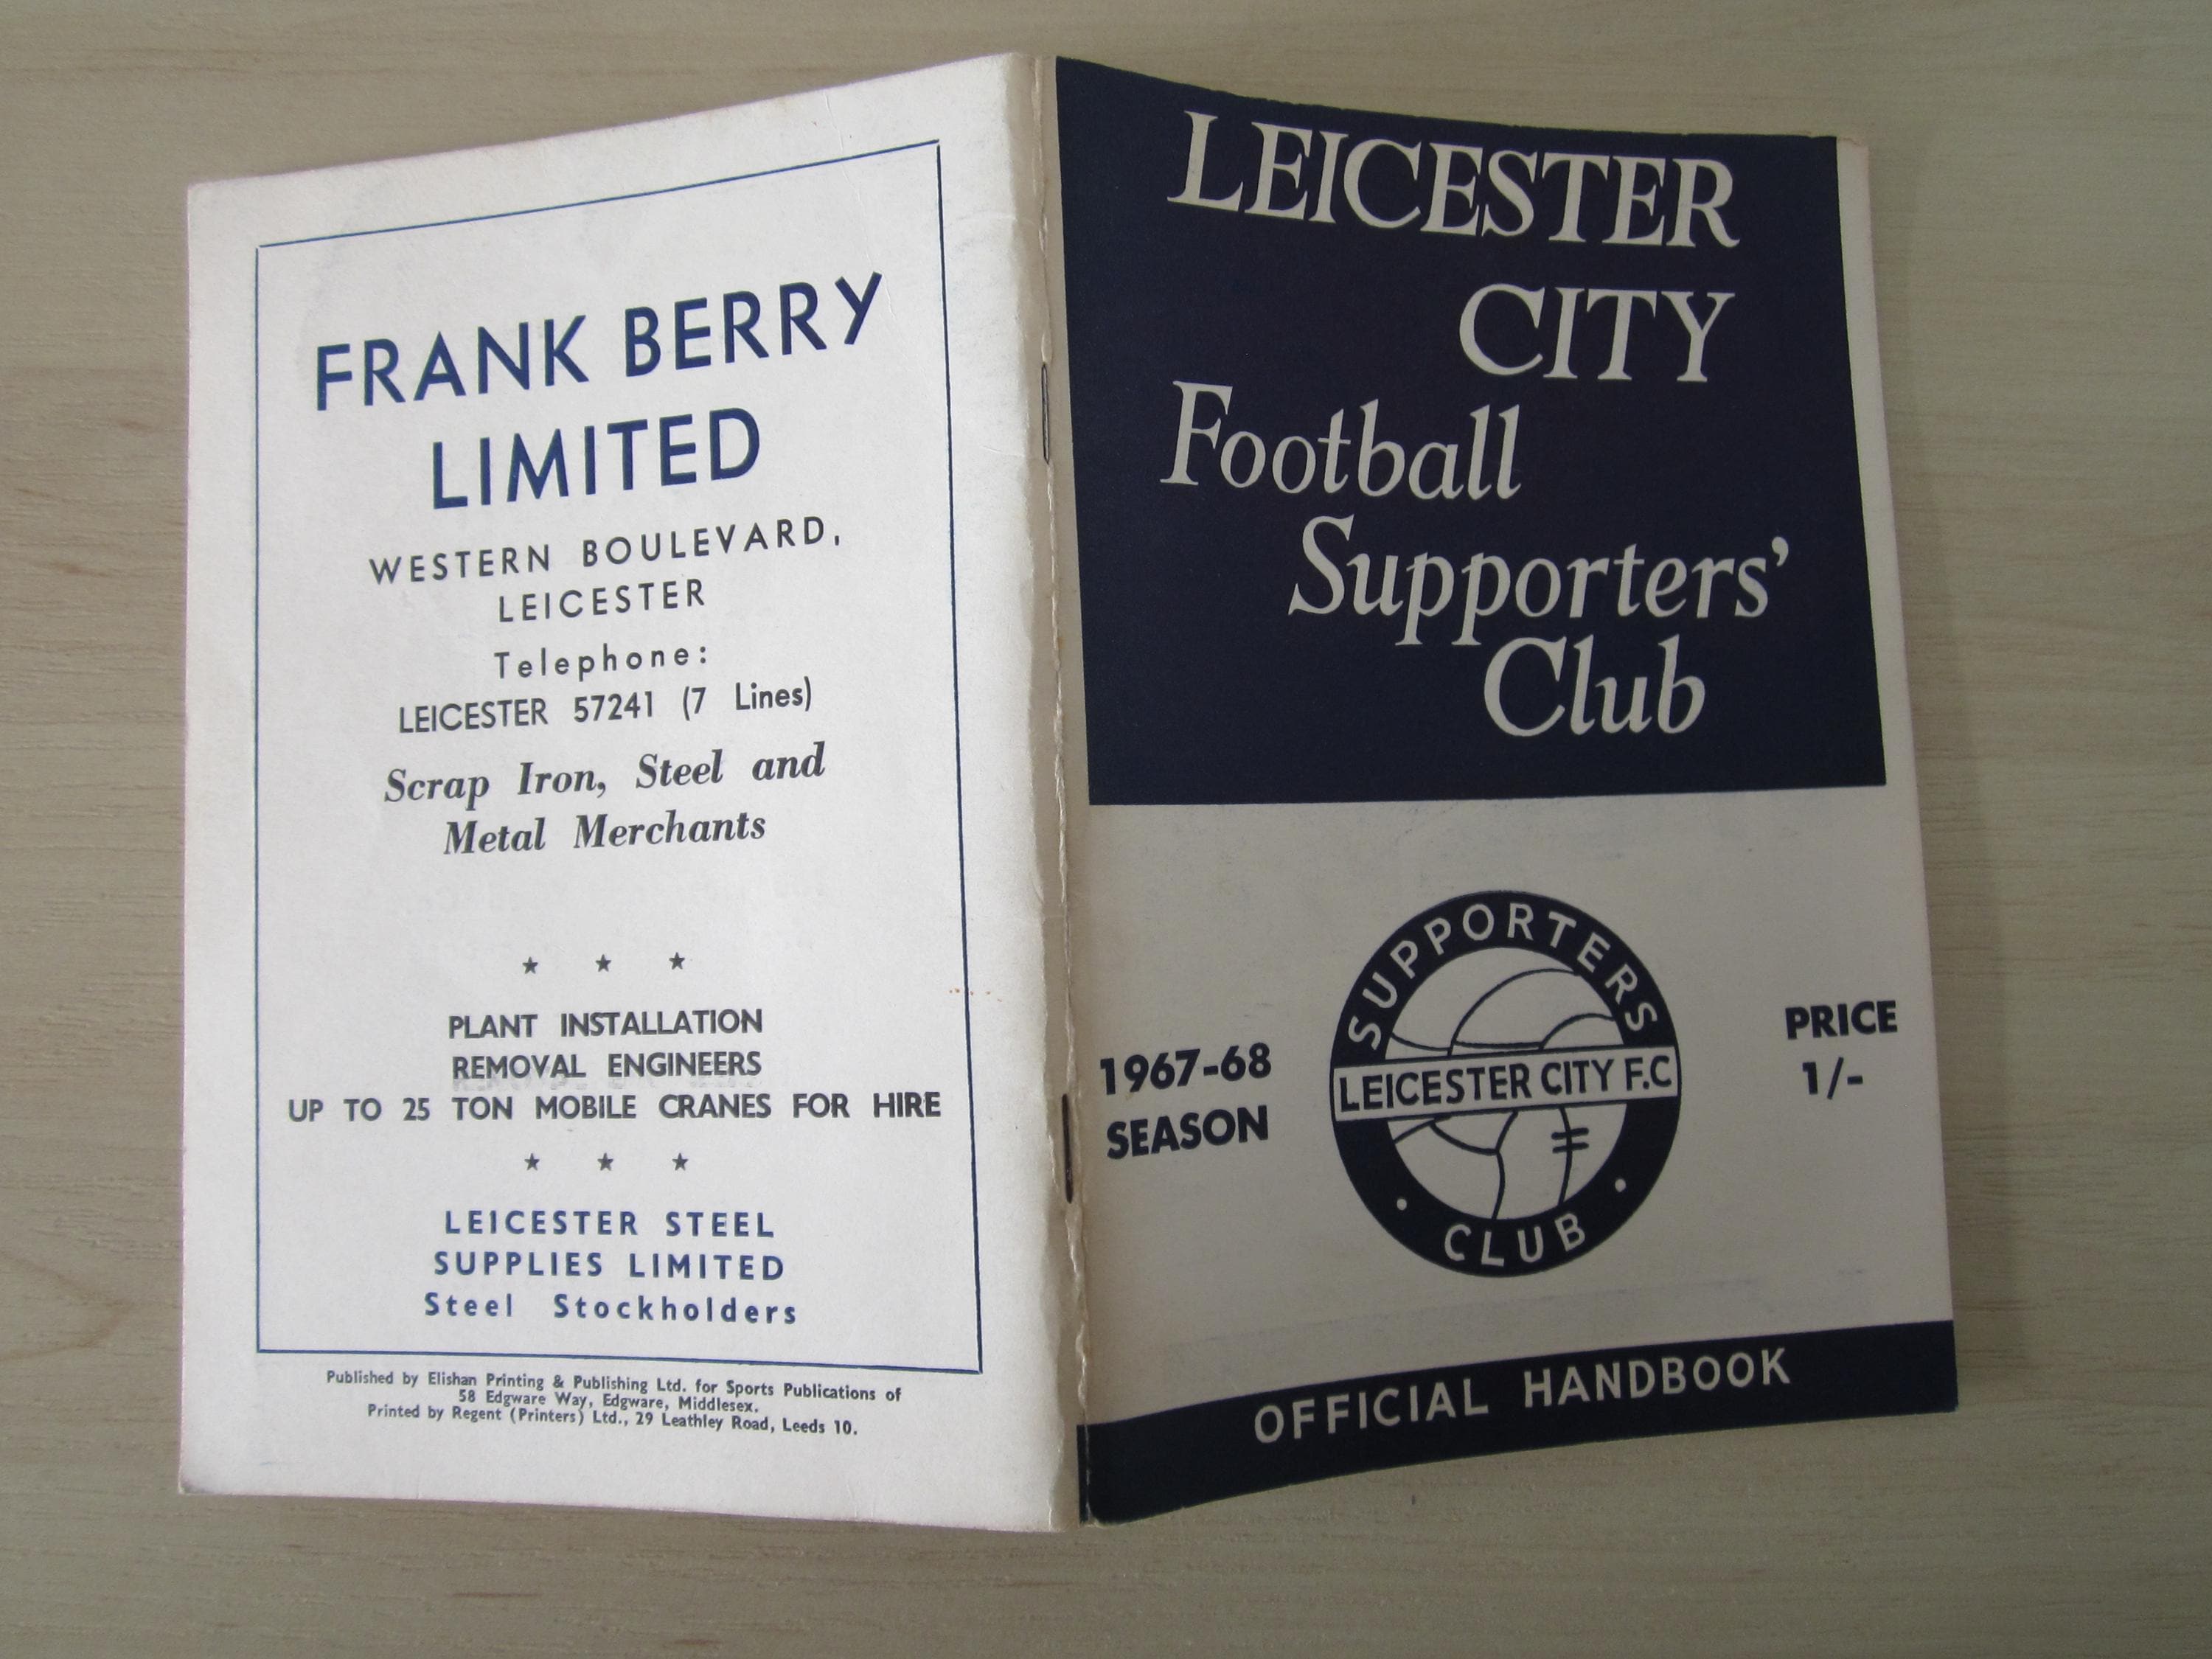 FRANK BERRY
LIMITED
WESTERN BOULEVARD,
LEICESTER
Telephone:
LEICESTER 57241 (7 Lines)
Scrap Iron, Steel and
Metal Merchants
★ ★ ★
PLANT INSTALLATION
REMOVAL ENGINEERS
UP TO 25 TON MOBILE CRANES FOR HIRE
★ ★ ★
LEICESTER STEEL
SUPPLIES LIMITED
Steel Stockholders
Published by Elishan Printing & Publishing Ltd. for Sports Publications of
58 Edgware Way, Edgware, Middlesex.
Printed by Regent (Printers) Ltd., 29 Leathley Road, Leeds 10.
LEICESTER
CITY
Football
Supporters'
Club
1967-68
SEASON
SUPPORTERS
LEICESTER CITY F.C
• CLUB •
PRICE
1/-
OFFICIAL HANDBOOK